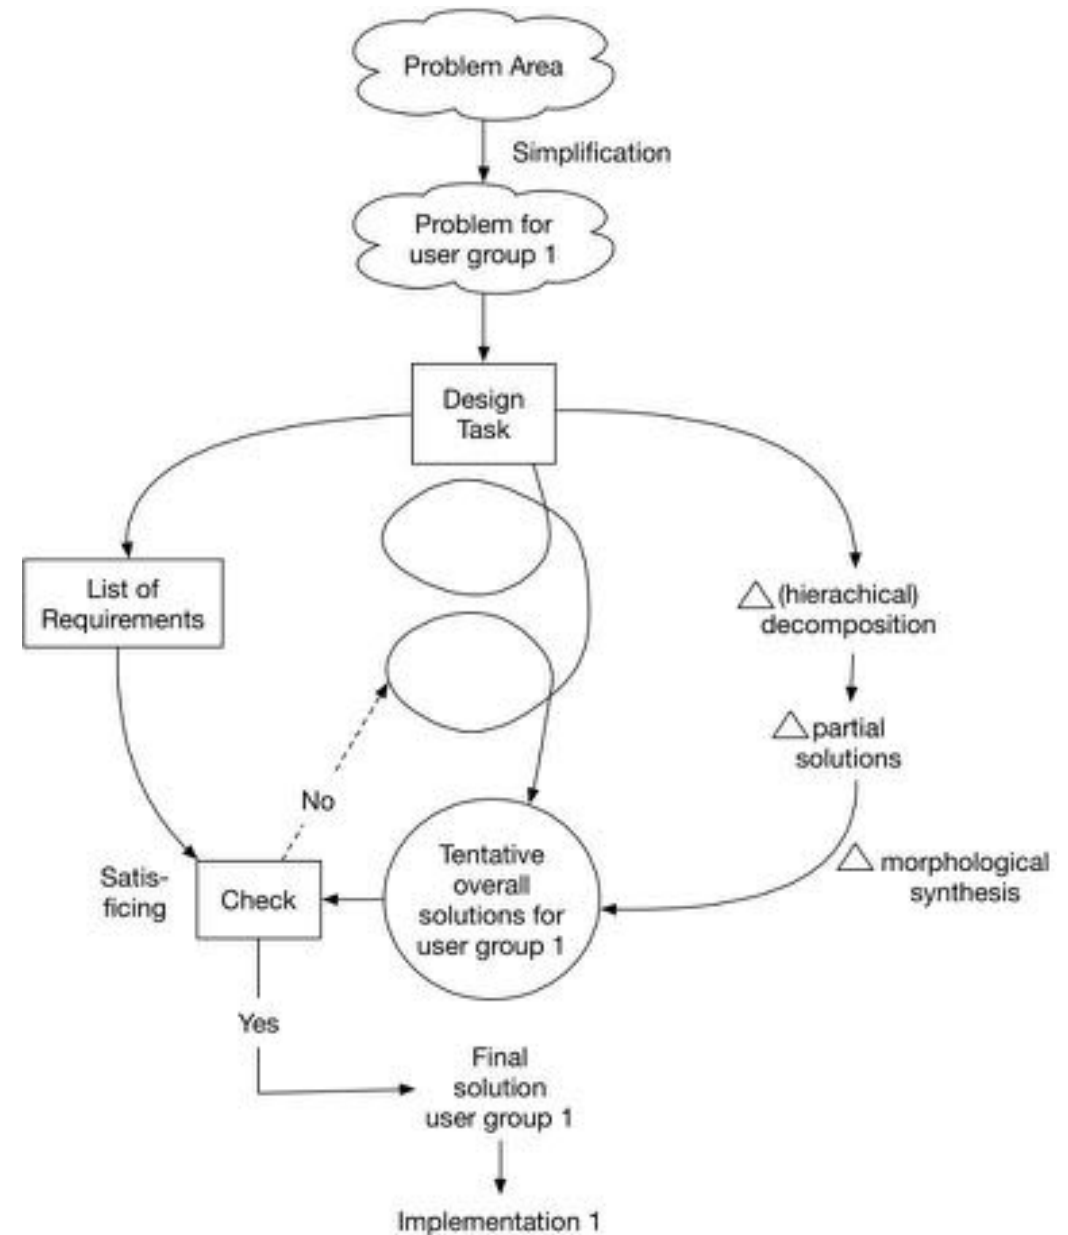 Problem Area
Simplification
Problem for
user group 1
Design
Task
List of
Requirements
(hierachical)
decomposition
partial
solutions
No
Tentative
overall
solutions for
user group 1
morphological
synthesis
Satis-
ficing
Check
Yes
Final
solution
user group 1
Implementation 1